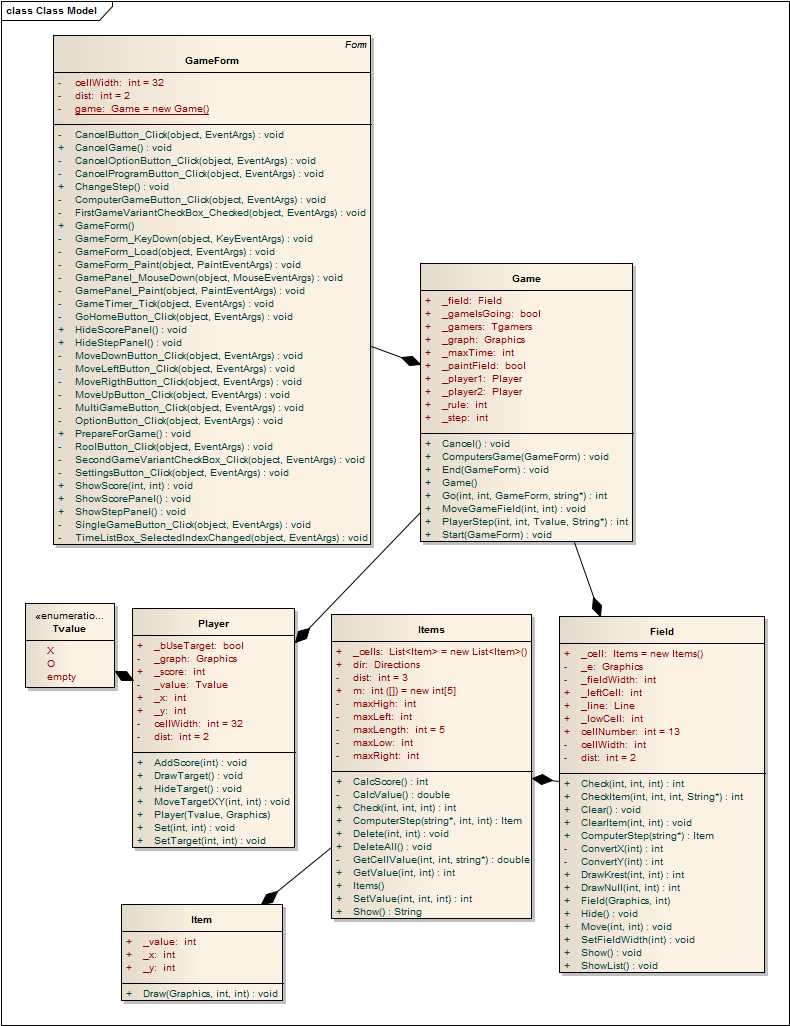 class Class Model
Form
GameForm
- cellWidth: int = 32
- dist: int = 2
- game: Game = new Game()
- CancelButton_Click(object, EventArgs) : void
+ CancelGame() : void
- CancelOptionButton_Click(object, EventArgs) : void
- CancelProgramButton_Click(object, EventArgs) : void
+ ChangeStep() : void
- ComputerGameButton_Click(object, EventArgs) : void
- FirstGameVariantCheckBox_Checked(object, EventArgs) : void
+ GameForm()
- GameForm_KeyDown(object, KeyEventArgs) : void
- GameForm_Load(object, EventArgs) : void
- GameForm_Paint(object, PaintEventArgs) : void
- GamePanel_MouseDown(object, MouseEventArgs) : void
- GamePanel_Paint(object, PaintEventArgs) : void
- GameTimer_Tick(object, EventArgs) : void
- GoHomeButton_Click(object, EventArgs) : void
+ HideScorePanel() : void
+ HideStepPanel() : void
- MoveDownButton_Click(object, EventArgs) : void
- MoveLeftButton_Click(object, EventArgs) : void
- MoveRigthButton_Click(object, EventArgs) : void
- MoveUpButton_Click(object, EventArgs) : void
- MultiGameButton_Click(object, EventArgs) : void
- OptionButton_Click(object, EventArgs) : void
+ PrepareForGame() : void
- RoolButton_Click(object, EventArgs) : void
- SecondGameVariantCheckBox_Click(object, EventArgs) : void
- SettingsButton_Click(object, EventArgs) : void
+ ShowScore(int, int) : void
+ ShowScorePanel() : void
+ ShowStepPanel() : void
- SingleGameButton_Click(object, EventArgs) : void
- TimeListBox_SelectedIndexChanged(object, EventArgs) : void
Game
+ _field: Field
+ _gameIsGoing: bool
+ _gamers: Tgamers
+ _graph: Graphics
+ _maxTime: int
+ _paintField: bool
+ _player1: Player
+ _player2: Player
+ _rule: int
+ _step: int
+ Cancel() : void
+ ComputersGame(GameForm) : void
+ End(GameForm) : void
+ Game()
+ Go(int, int, GameForm, string*) : int
+ MoveGameField(int, int) : void
+ PlayerStep(int, int, Tvalue, String*) : int
+ Start(GameForm) : void
«enumeratio...
Tvalue
X
O
empty
Player
+ _bUseTarget: bool
- _graph: Graphics
+ _score: int
- _value: Tvalue
+ _x: int
+ _y: int
- cellWidth: int = 32
- dist: int = 2
+ AddScore(int) : void
+ DrawTarget() : void
+ HideTarget() : void
+ MoveTargetXY(int, int) : void
+ Player(Tvalue, Graphics)
+ Set(int, int) : void
+ SetTarget(int, int) : void
Items
+ _cells: List<Item> = new List<Item>()
+ dir: Directions
- dist: int = 3
+ m: int ([]) = new int[5]
- maxHigh: int
- maxLeft: int
- maxLength: int = 5
- maxLow: int
- maxRight: int
+ CalcScore() : int
- CalcValue() : double
+ Check(int, int, int) : int
+ ComputerStep(string*, int, int) : Item
+ Delete(int, int) : void
+ DeleteAll() : void
- GetCellValue(int, int, string*) : double
+ GetValue(int, int) : int
+ Items()
+ SetValue(int, int, int) : int
+ Show() : String
Field
+ _cell: Items = new Items()
- _e: Graphics
- _fieldWidth: int
+ _leftCell: int
+ _line: Line
+ _lowCell: int
+ cellNumber: int = 13
- cellWidth: int
- dist: int = 2
+ Check(int, int, int) : int
+ CheckItem(int, int, int, String*) : int
+ Clear() : void
+ ClearItem(int, int) : void
+ ComputerStep(string*) : Item
- ConvertX(int) : int
- ConvertY(int) : int
+ DrawKrest(int, int) : int
+ DrawNull(int, int) : int
+ Field(Graphics, int)
+ Hide() : void
+ Move(int, int) : void
+ SetFieldWidth(int) : void
+ Show() : void
+ ShowList() : void
Item
+ _value: int
+ _x: int
+ _y: int
+ Draw(Graphics, int, int) : void